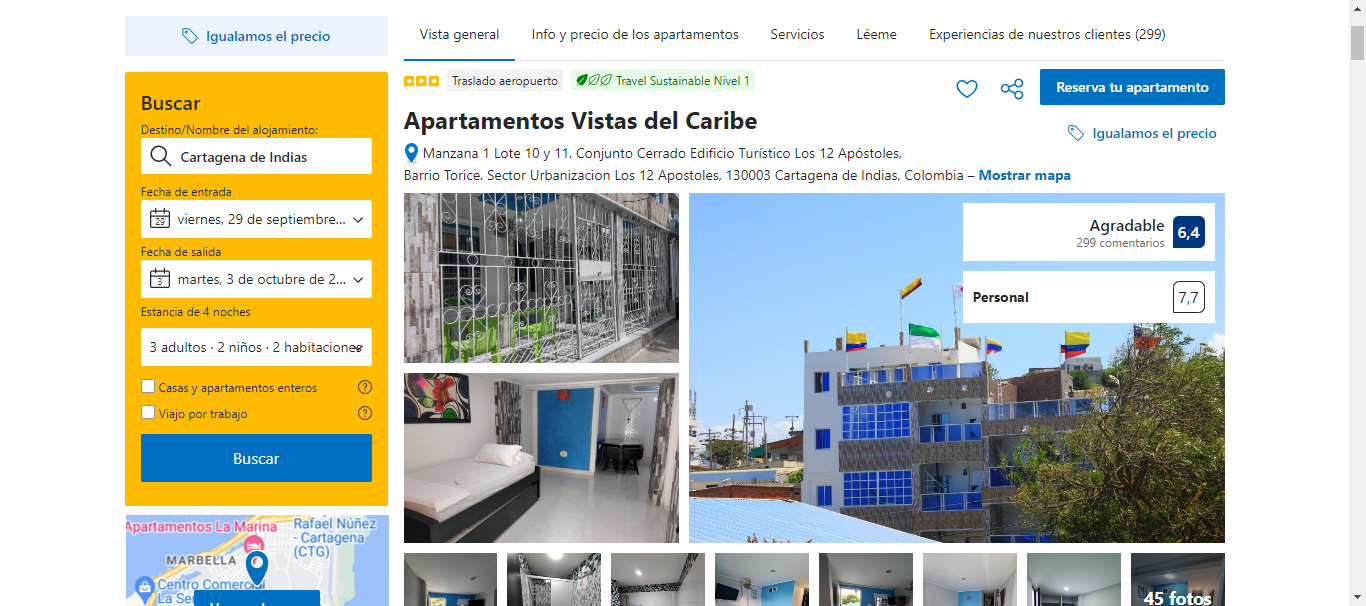 Igualamos el precio
Vista general
Info y precio de los apartamentos
Servicios
Léeme
Experiencias de nuestros clientes (299)
Buscar
Destino/Nombre del alojamiento:
Cartagena de Indias
Fecha de entrada
29
viernes, 29 de septiembre...
Fecha de salida
3
martes, 3 de octubre de 2...
Estancia de 4 noches
3 adultos · 2 niños · 2 habitaciones
Casas y apartamentos enteros
?
Viajo por trabajo
?
Buscar
Traslado aeropuerto
Travel Sustainable Nivel 1
Reserva tu apartamento
Apartamentos Vistas del Caribe
Igualamos el precio
Manzana 1 Lote 10 y 11. Conjunto Cerrado Edificio Turístico Los 12 Apóstoles,
Barrio Torice. Sector Urbanizacion Los 12 Apostoles, 130003 Cartagena de Indias, Colombia – Mostrar mapa
Agradable
299 comentarios
6,4
Personal
7,7
Apartamentos La Marina
Rafael Núñez
- Cartagena
(CTG)
MARBELLA
Centro Comerc
La Se
45 fotos